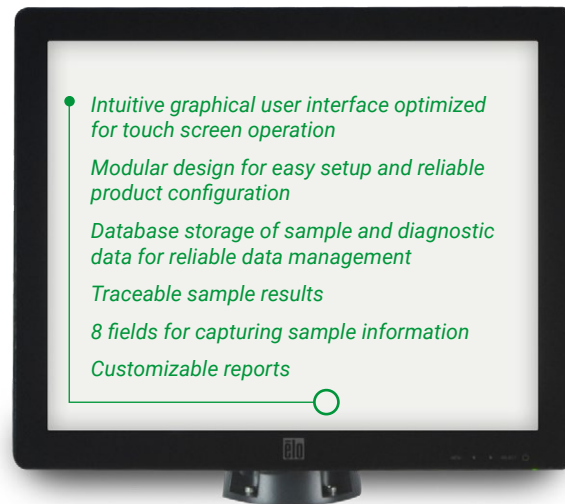 Intuitive graphical user interface optimized
for touch screen operation
Modular design for easy setup and reliable
product configuration
Database storage of sample and diagnostic
data for reliable data management
Traceable sample results
8 fields for capturing sample information
Customizable reports
elo